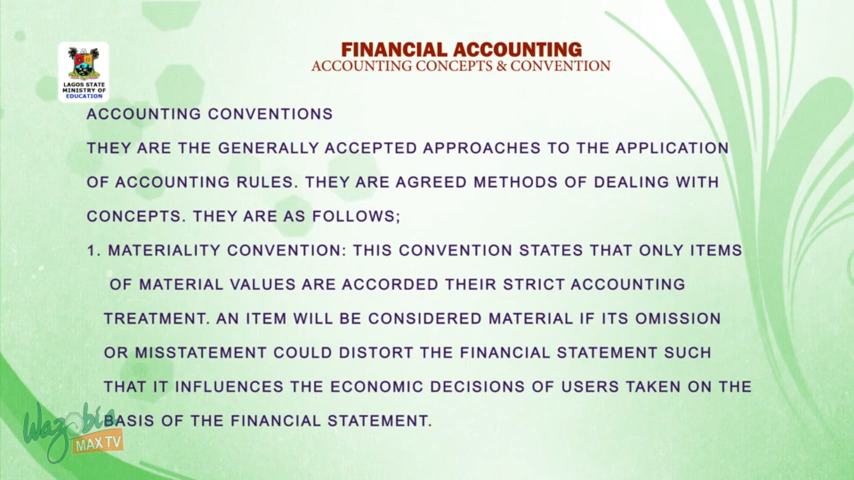 FINANCIAL ACCOUNTING
ACCOUNTING CONCEPTS & CONVENTION
LAGOS STATE
MINISTRY OF
EDUCATION
ACCOUNTING CONVENTIONS
THEY ARE THE GENERALLY ACCEPTED APPROACHES TO THE APPLICATION
OF ACCOUNTING RULES. THEY ARE AGREED METHODS OF DEALING WITH
CONCEPTS. THEY ARE AS FOLLOWS;
1. MATERIALITY CONVENTION: THIS CONVENTION STATES THAT ONLY ITEMS
OF MATERIAL VALUES ARE ACCORDED THEIR STRICT ACCOUNTING
TREATMENT. AN ITEM WILL BE CONSIDERED MATERIAL IF ITS OMISSION
OR MISSTATEMENT COULD DISTORT THE FINANCIAL STATEMENT SUCH
THAT IT INFLUENCES THE ECONOMIC DECISIONS OF USERS TAKEN ON THE
BASIS OF THE FINANCIAL STATEMENT.
Wazobia
MAX TV